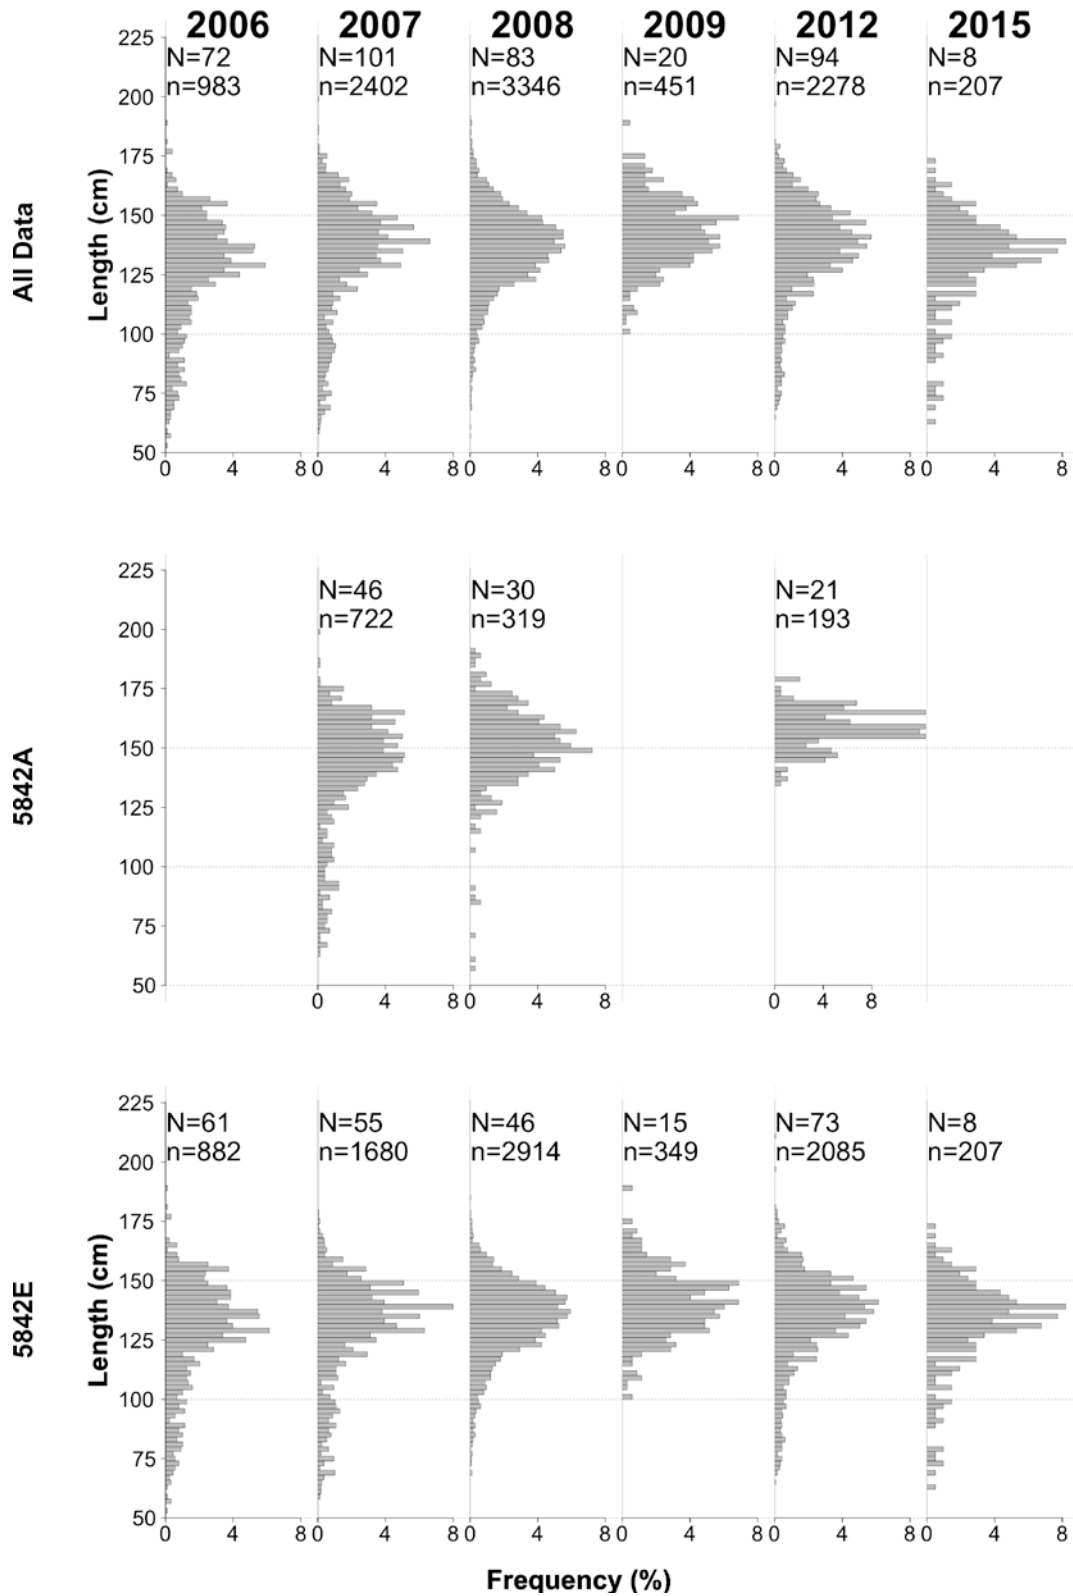 2006 2007 2008 2009 2012 2015
All Data
Length (cm)
225
200
175
150
125
100
75
50
N=72 N=101 N=83 N=20 N=94 N=8
n=983 n=2402 n=3346 n=451 n=2278 n=207
0 4 8 0 4 8 0 4 8 0 4 8 0 4 8 0 4 8
5842A
225
200
175
150
125
100
75
50
N=46 N=30 N=21
n=722 n=319 n=193
0 4 8 0 4 8 0 4 8
5842E
Length (cm)
225
200
175
150
125
100
75
50
N=61 N=55 N=46 N=15 N=73 N=8
n=882 n=1680 n=2914 n=349 n=2085 n=207
0 4 8 0 4 8 0 4 8 0 4 8 0 4 8 0 4 8
Frequency (%)